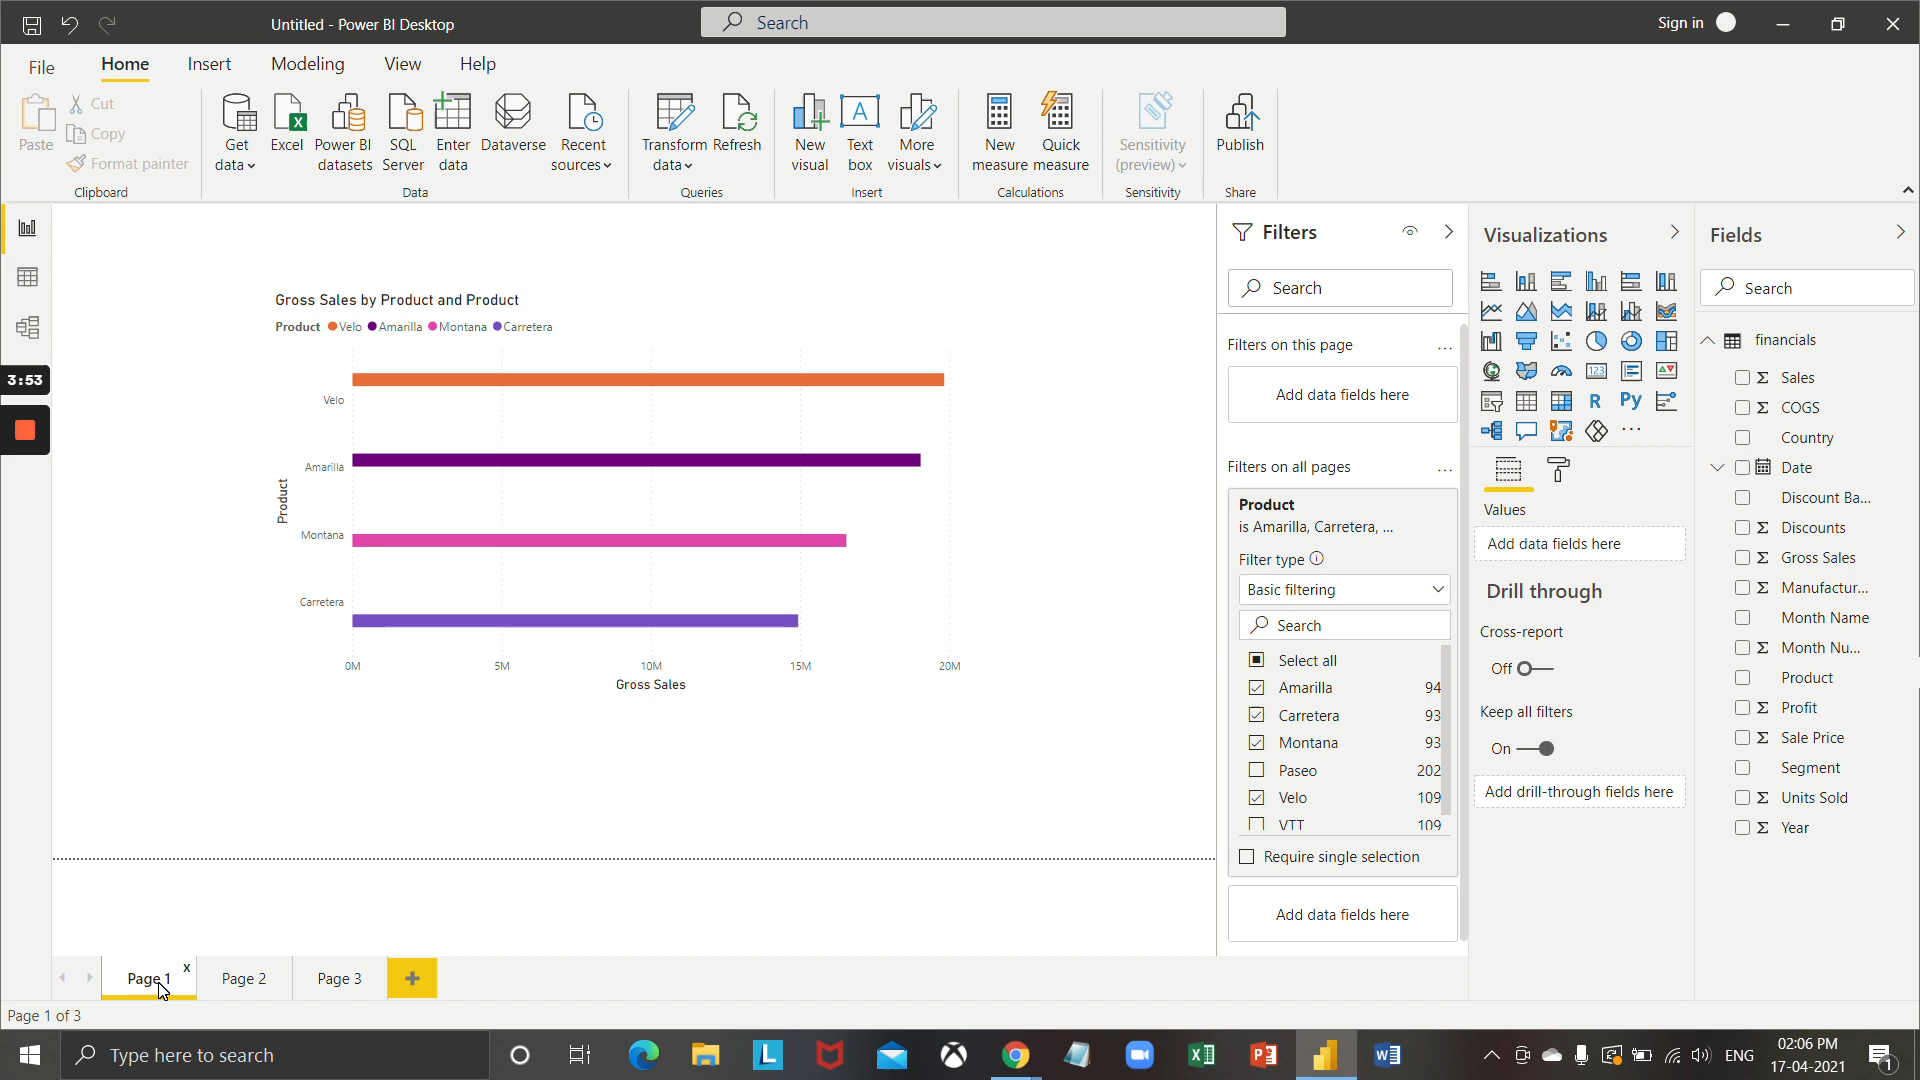 Untitled - Power BI Desktop
Search
Sign in
File
Home
Insert
Modeling
View
Help
Paste
Cut
Copy
Format painter
Clipboard
Get data
Excel
Power BI datasets
SQL Server
Enter data
Dataverse
Recent sources
Data
Transform data
Refresh
Queries
New visual
Text box
More visuals
Insert
New measure
Quick measure
Calculations
Sensitivity (preview)
Sensitivity
Publish
Share
3:53
Gross Sales by Product and Product
Product Velo Amarilla Montana Carretera
Product
Velo
Amarilla
Montana
Carretera
0M 5M 10M 15M 20M
Gross Sales
Filters
Search
Filters on this page ...
Add data fields here
Filters on all pages ...
Product
is Amarilla, Carretera, ...
Filter type
Basic filtering
Search
Select all
Amarilla 94
Carretera 93
Montana 93
Paseo 202
Velo 109
VTT 109
Require single selection
Add data fields here
Visualizations
123
R
Py
...
Values
Add data fields here
Drill through
Cross-report
Off
Keep all filters
On
Add drill-through fields here
Fields
Search
financials
Σ Sales
Σ COGS
Country
Date
Discount Ba...
Σ Discounts
Σ Gross Sales
Σ Manufactur...
Month Name
Σ Month Nu...
Product
Σ Profit
Σ Sale Price
Segment
Σ Units Sold
Σ Year
Page 1 x
Page 2
Page 3
+
Page 1 of 3
Type here to search
ENG
02:06 PM
17-04-2021
1